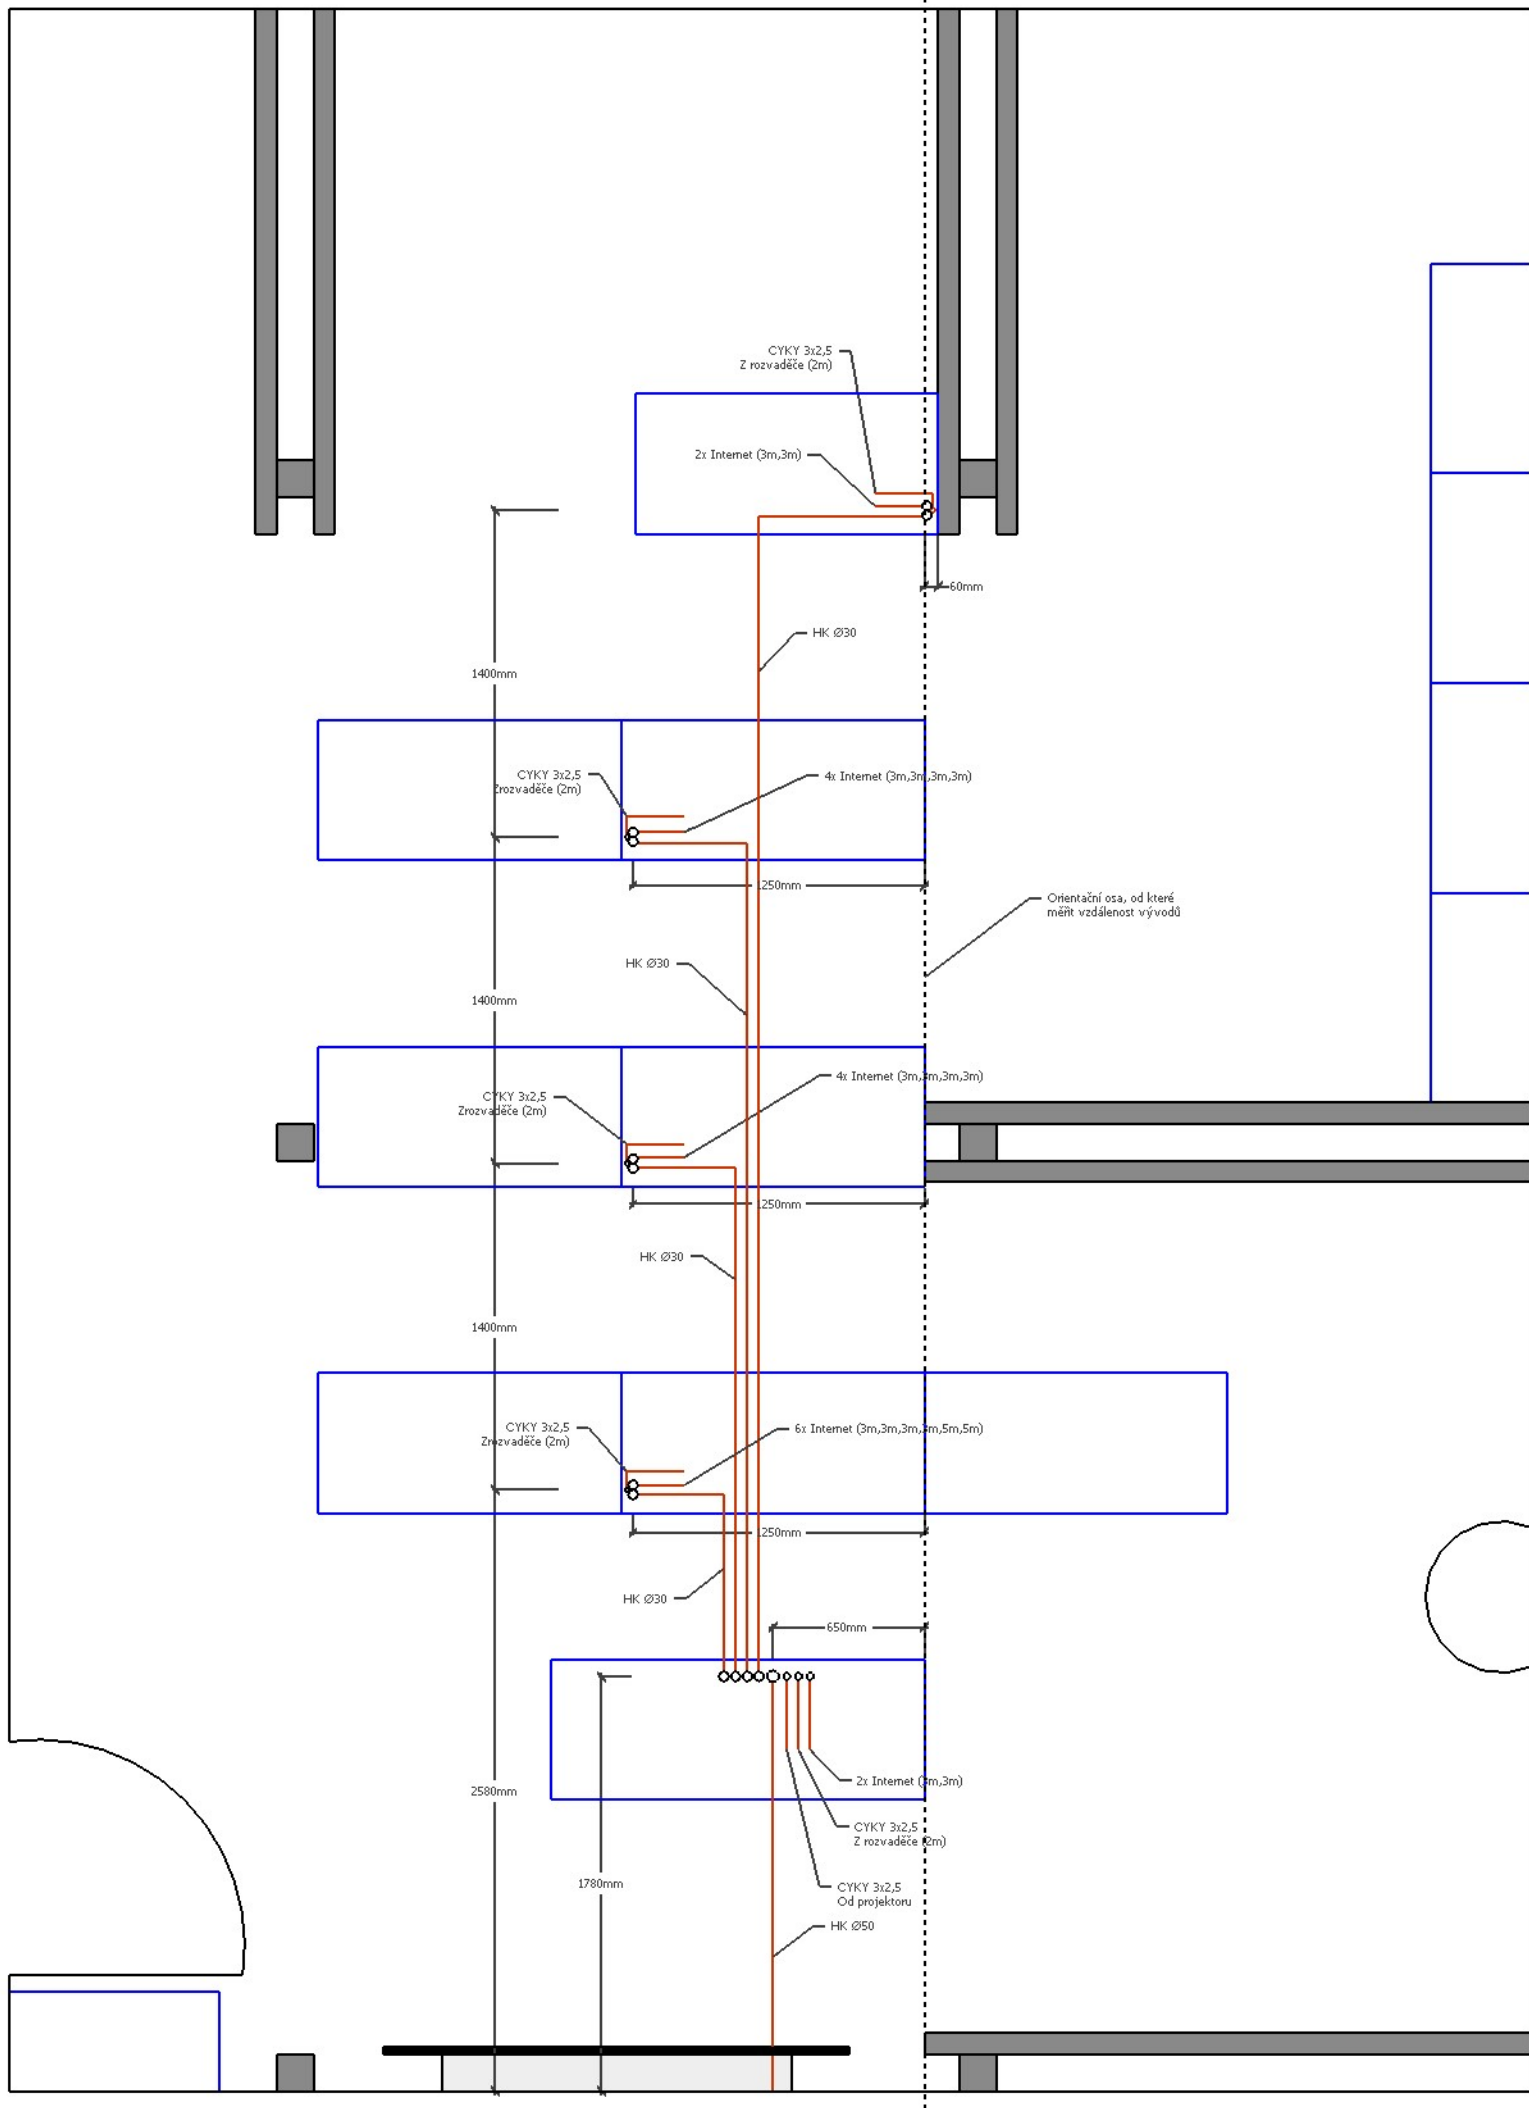 CYKY 3x2,5
Z rozvaděče (2m)
2x Internet (3m,3m)
60mm
HK Ø30
1400mm
CYKY 3x2,5
Zrozvaděče (2m)
4x Internet (3m,3m,3m,3m)
1250mm
Orientační osa, od které
měřit vzdálenost vývodů
HK Ø30
1400mm
4x Internet (3m,3m,3m,3m)
CYKY 3x2,5
Zrozvaděče (2m)
1250mm
HK Ø30
1400mm
CYKY 3x2,5
Zrozvaděče (2m)
6x Internet (3m,3m,3m,3m,5m,5m)
1250mm
HK Ø30
650mm
2x Internet (3m,3m)
2580mm
CYKY 3x2,5
Z rozvaděče (2m)
1780mm
CYKY 3x2,5
Od projektoru
HK Ø50